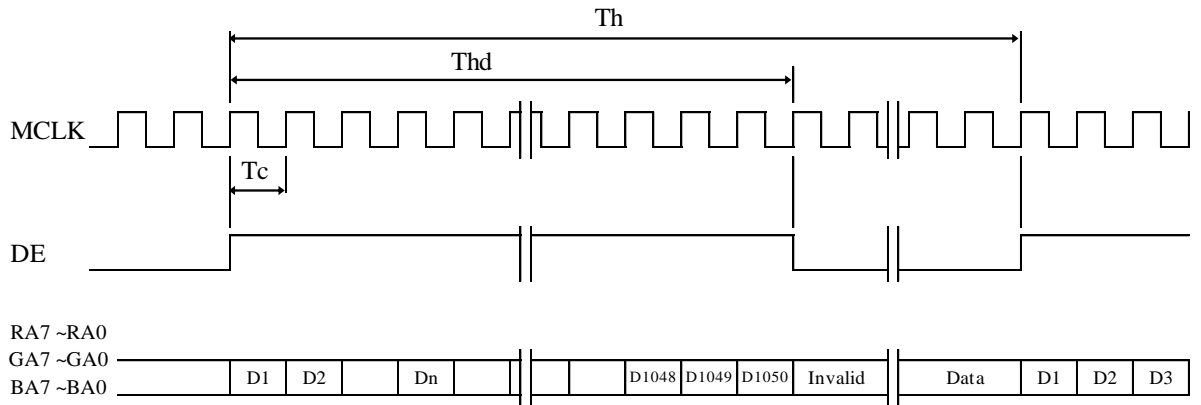 Th
Thd
MCLK
Tc
DE
RA7 ~RA0
GA7 ~GA0
BA7 ~BA0
D1 D2 Dn D1048 D1049 D1050 Invalid Data D1 D2 D3